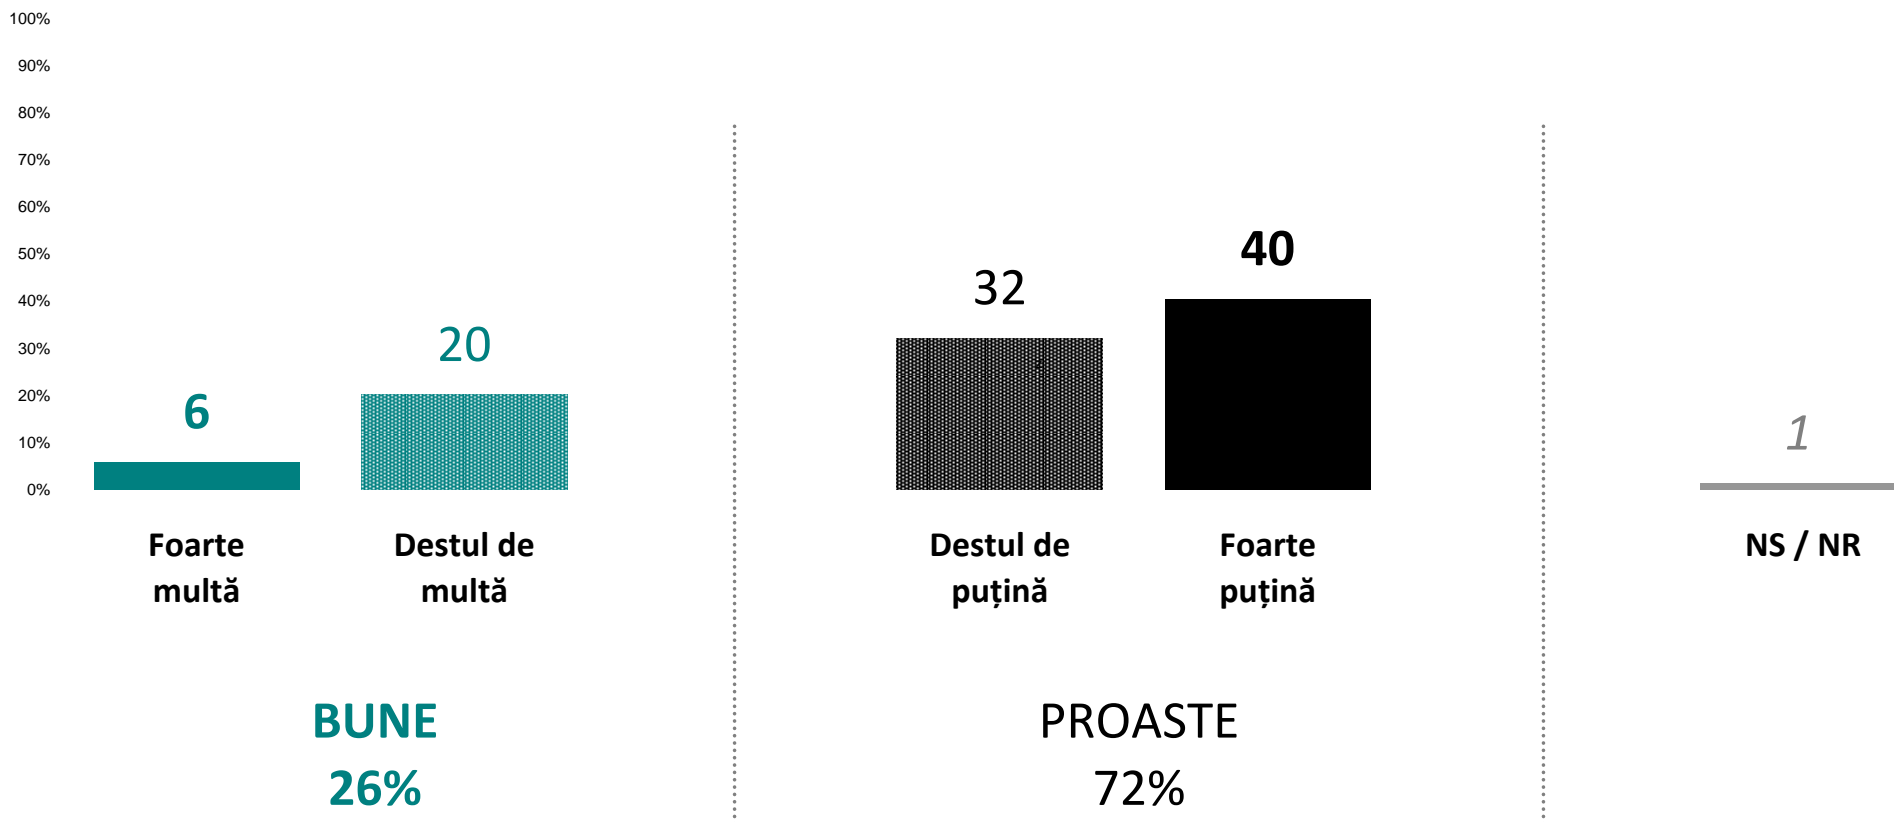 100%
90%
80%
70%
60%
50%
40%
30%
20%
10%
0%
6
20
32
40
1
Foarte
multă
Destul de
multă
Destul de
puțină
Foarte
puțină
NS / NR
BUNE
26%
PROASTE
72%